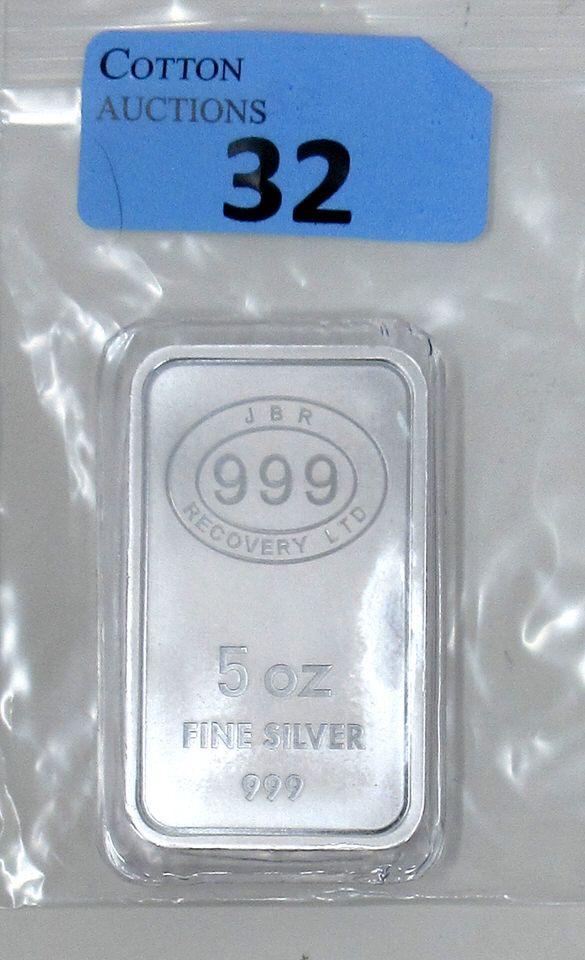 COTTON
AUCTIONS
32
JBR
999
RECOVERY LTD
5 oz
FINE SILVER
999